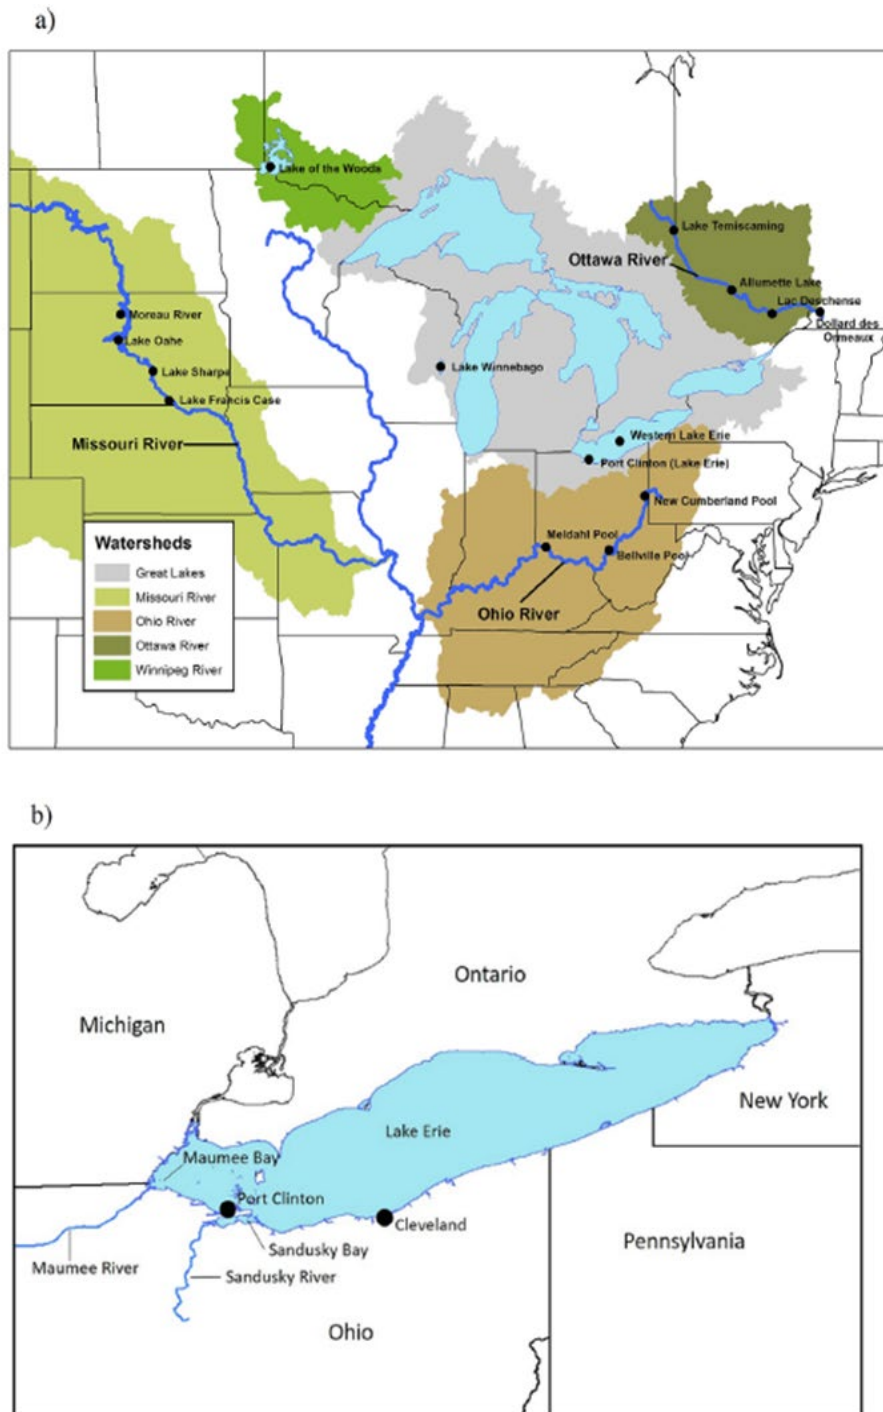 a)
Lake of the Woods
Lake Temiscaming
Ottawa River
Allumette Lake
Lac Deschense
Dollard des
Ormeaux
Moreau River
Lake Oahe
Lake Winnebago
Lake Sharpe
Lake Francis Case
Missouri River
Western Lake Erie
Port Clinton (Lake Erie)
New Cumberland Pool
Meldahl Pool
Bellville Pool
Ohio River
Watersheds
Great Lakes
Missouri River
Ohio River
Ottawa River
Winnipeg River
b)
Ontario
Michigan
New York
Lake Erie
Maumee Bay
Port Clinton
Cleveland
Sandusky Bay
Pennsylvania
Maumee River
Sandusky River
Ohio